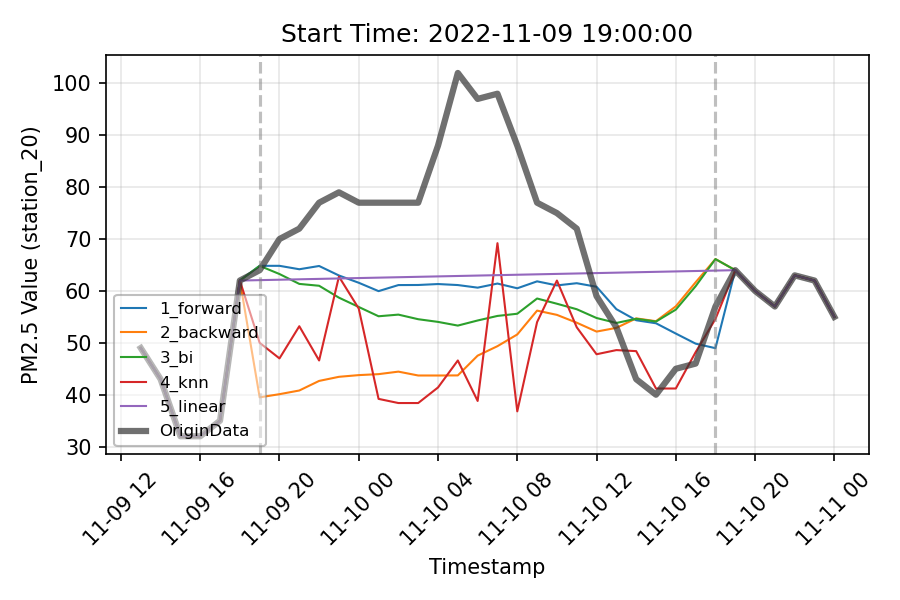 Start Time: 2022-11-09 19:00:00
PM2.5 Value (station_20)
100
90
80
70
60
50
40
30
1_forward
2_backward
3_bi
4_knn
5_linear
OriginData
11-09 12
11-09 16
11-09 20
11-10 00
11-10 04
11-10 08
11-10 12
11-10 16
11-10 20
11-11 00
Timestamp